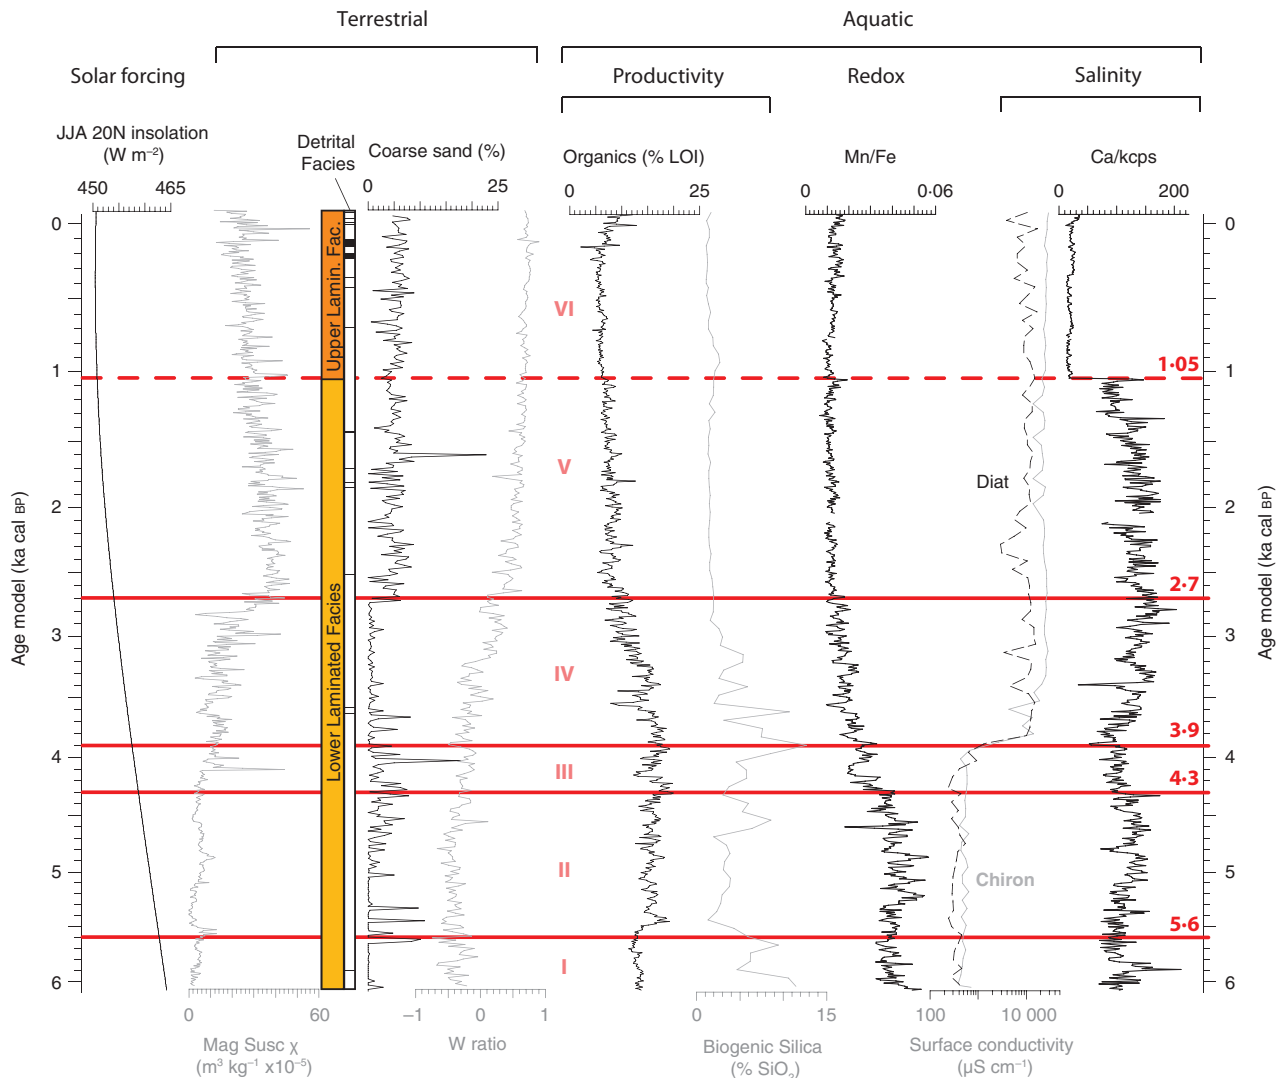 Terrestrial
Aquatic
Solar forcing
Productivity
Redox
Salinity
JJA 20N insolation
(W m⁻²)
Detrital
Facies
Coarse sand (%)
Organics (% LOI)
Mn/Fe
Ca/kcps
450 465
0 25
0 25
0 0·06
0 200
Age model (ka cal BP)
0
1
2
3
4
5
6
Upper Lamin. Fac.
Lower Laminated Facies
VI
V
IV
III
II
I
Diat
Chiron
1·05
2·7
3·9
4·3
5·6
0
1
2
3
4
5
6
Age model (ka cal BP)
0 60
Mag Susc χ
(m³ kg⁻¹ x10⁻⁵)
−1 0 1
W ratio
0 15
Biogenic Silica
(% SiO₂)
100 10 000
Surface conductivity
(µS cm⁻¹)